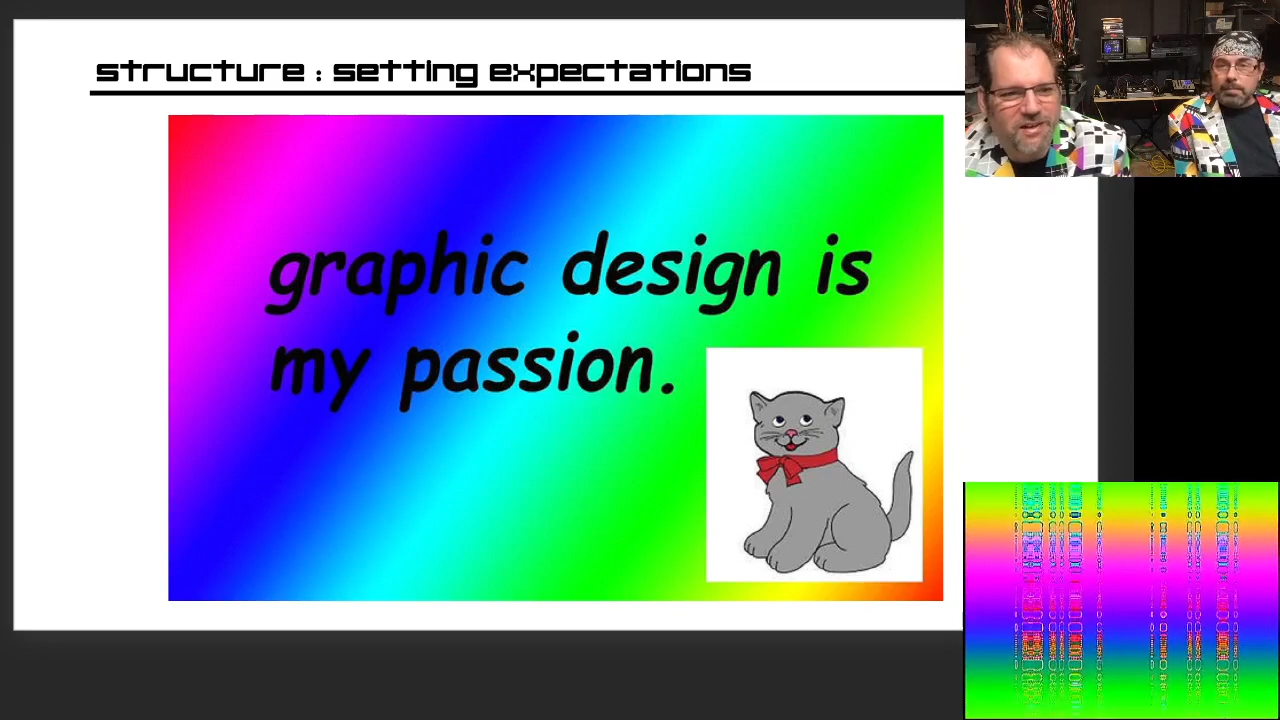 structure : setting expectations
graphic design is
my passion.